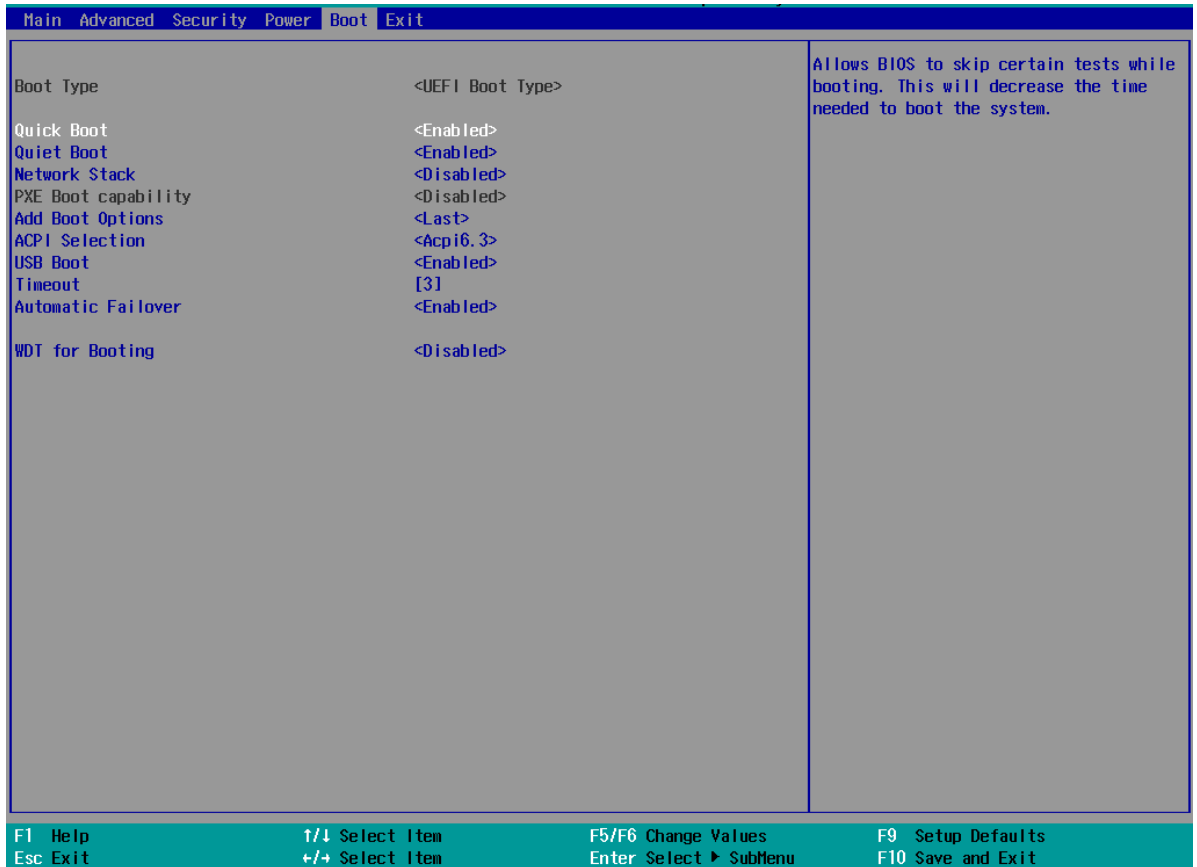 Main Advanced Security Power Boot Exit
Boot Type <UEFI Boot Type>
Quick Boot <Enabled>
Quiet Boot <Enabled>
Network Stack <Disabled>
PXE Boot capability <Disabled>
Add Boot Options <Last>
ACPI Selection <Acpi6.3>
USB Boot <Enabled>
Timeout [3]
Automatic Failover <Enabled>
WDT for Booting <Disabled>
Allows BIOS to skip certain tests while
booting. This will decrease the time
needed to boot the system.
F1 Help ↑/↓ Select Item F5/F6 Change Values F9 Setup Defaults
Esc Exit ←/→ Select Item Enter Select ▶ SubMenu F10 Save and Exit